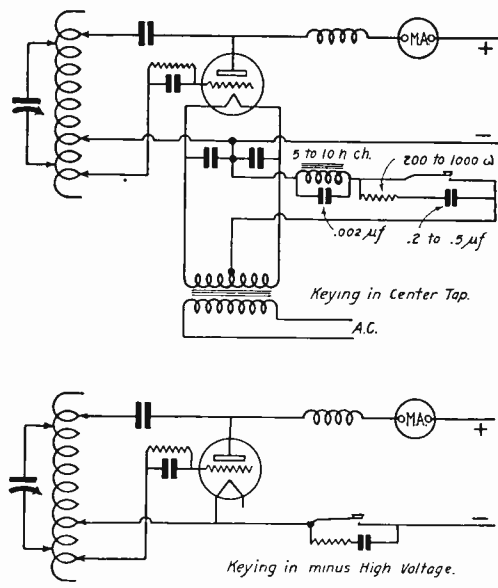 MA.
+
−
5 to 10 h ch.
200 to 1000 ω
.002 μf
.2 to .5 μf
Keying in Center Tap.
A.C.
MA.
+
−
Keying in minus High Voltage.